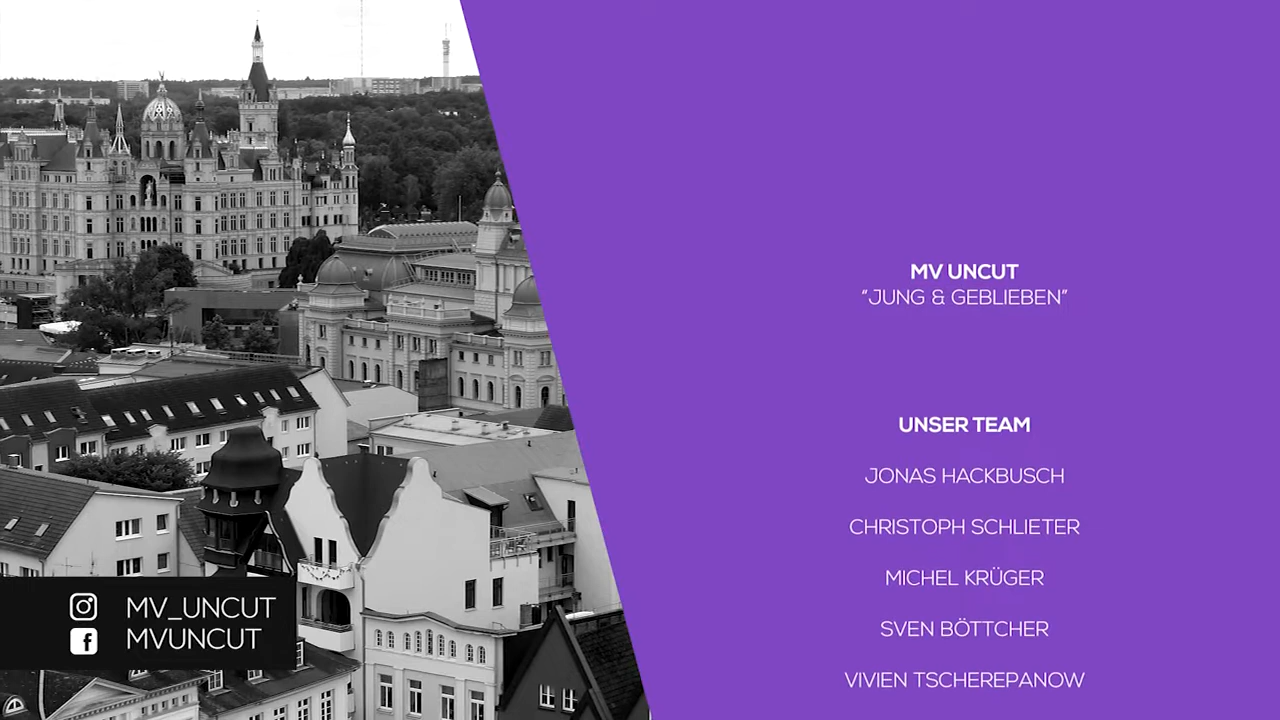 MV UNCUT
“JUNG & GEBLIEBEN”
UNSER TEAM
JONAS HACKBUSCH
CHRISTOPH SCHLIETER
MICHEL KRÜGER
SVEN BÖTTCHER
VIVIEN TSCHEREPANOW
MV_UNCUT
MVUNCUT